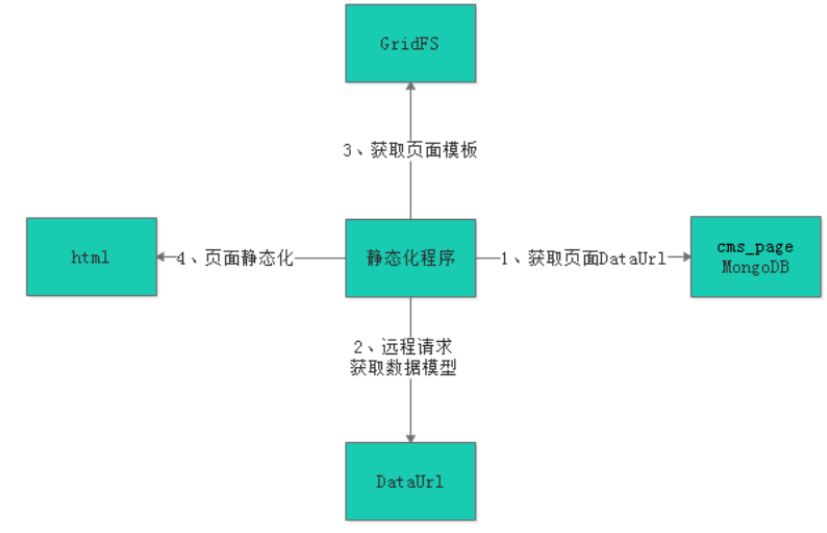 GridFS
3、获取页面模板
html
4、页面静态化
静态化程序
1、获取页面DataUrl
cms_page
MongoDB
2、远程请求
获取数据模型
DataUrl